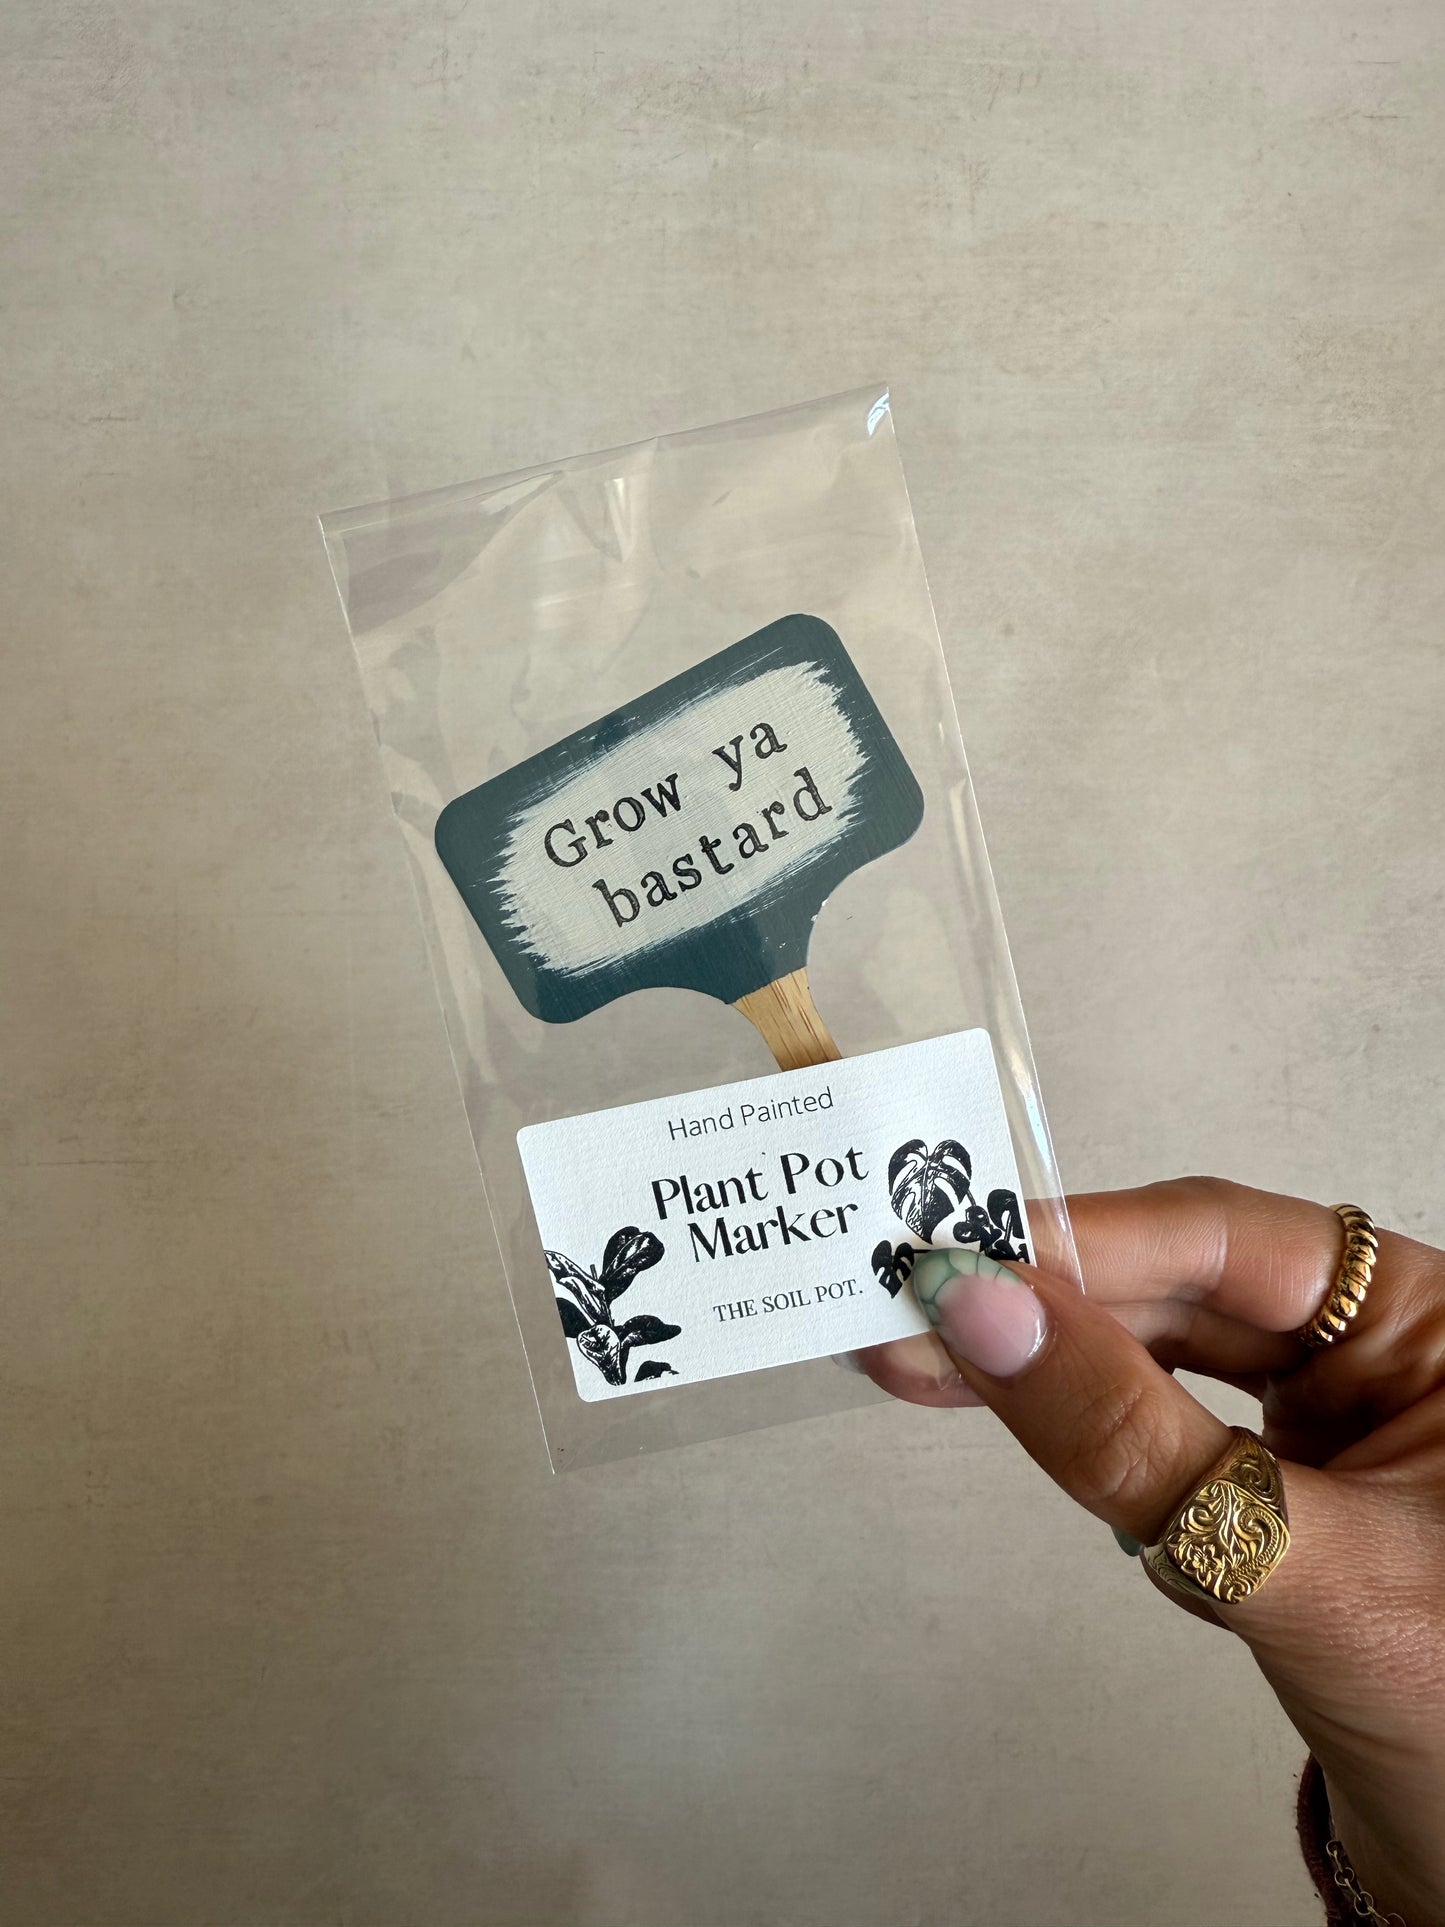 Grow ya
bastard
Hand Painted
Plant Pot
Marker
THE SOIL POT.